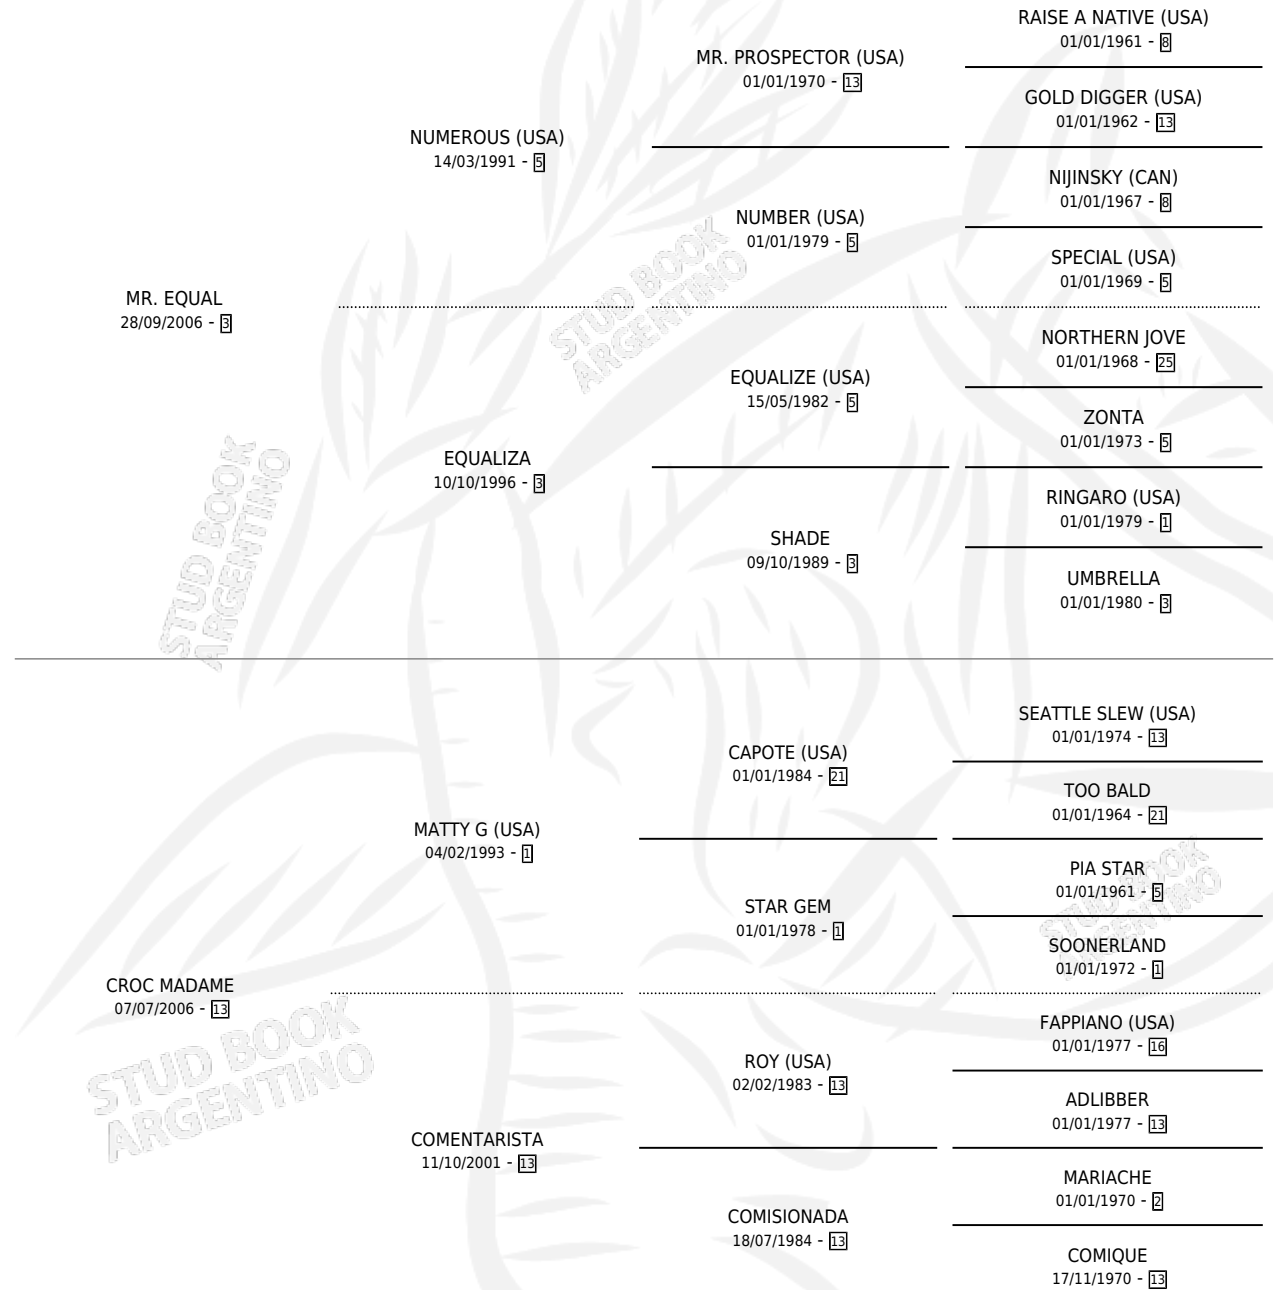 RAISE A NATIVE (USA)
01/01/1961 - 8
MR. PROSPECTOR (USA)
01/01/1970 - 13
GOLD DIGGER (USA)
01/01/1962 - 13
NUMEROUS (USA)
14/03/1991 - 5
NIJINSKY (CAN)
01/01/1967 - 8
NUMBER (USA)
01/01/1979 - 5
SPECIAL (USA)
01/01/1969 - 5
MR. EQUAL
28/09/2006 - 3
NORTHERN JOVE
01/01/1968 - 25
EQUALIZE (USA)
15/05/1982 - 5
ZONTA
01/01/1973 - 5
EQUALIZA
10/10/1996 - 3
RINGARO (USA)
01/01/1979 - 1
SHADE
09/10/1989 - 3
UMBRELLA
01/01/1980 - 3
SEATTLE SLEW (USA)
01/01/1974 - 13
CAPOTE (USA)
01/01/1984 - 21
TOO BALD
01/01/1964 - 21
MATTY G (USA)
04/02/1993 - 1
PIA STAR
01/01/1961 - 5
STAR GEM
01/01/1978 - 1
SOONERLAND
01/01/1972 - 1
CROC MADAME
07/07/2006 - 13
FAPPIANO (USA)
01/01/1977 - 16
ROY (USA)
02/02/1983 - 13
ADLIBBER
01/01/1977 - 13
COMENTARISTA
11/10/2001 - 13
MARIACHE
01/01/1970 - 2
COMISIONADA
18/07/1984 - 13
COMIQUE
17/11/1970 - 13
STUD BOOK
ARGENTINO
STUD BOOK
ARGENTINO
STUD BOOK
ARGENTINO
STUD BOOK
ARGENTINO